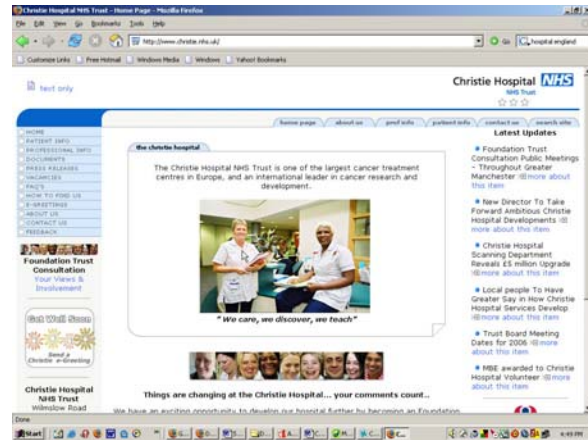 Christie Hospital NHS Trust - Home Page - Mozilla Firefox
File Edit View Go Bookmarks Tools Help
http://www.christie.nhs.uk/
Go
hospital england
Customize Links Free Hotmail Windows Media Windows Yahoo! Bookmarks
text only
Christie Hospital NHS
NHS Trust
home page about us prof info patient info contact us search site
HOME
PATIENT INFO
PROFESSIONAL INFO
DOCUMENTS
PRESS RELEASES
VACANCIES
FAQ'S
HOW TO FIND US
E-GREETINGS
ABOUT US
CONTACT US
FEEDBACK
Foundation Trust
Consultation
Your Views &
Involvement
Get Well Soon
Send a
Christie e-Greeting
Christie Hospital
NHS Trust
Wilmslow Road
the christie hospital
The Christie Hospital NHS Trust is one of the largest cancer treatment
centres in Europe, and an international leader in cancer research and
development.
" We care, we discover, we teach"
Things are changing at the Christie Hospital... your comments count..
We have an exciting opportunity to develop our hospital further by becoming an Foundation
Latest Updates
Foundation Trust
Consultation Public Meetings
- Throughout Greater
Manchester more about
this item
New Director To Take
Forward Ambitious Christie
Hospital Developments
more about this item
Christie Hospital
Scanning Department
Reveals £5 million Upgrade
more about this item
Local people To Have
Greater Say in How Christie
Hospital Services Develop
more about this item
Trust Board Meeting
Dates for 2006 more about
this item
MBE awarded to Christie
Hospital Volunteer more
about this item
Done
Start